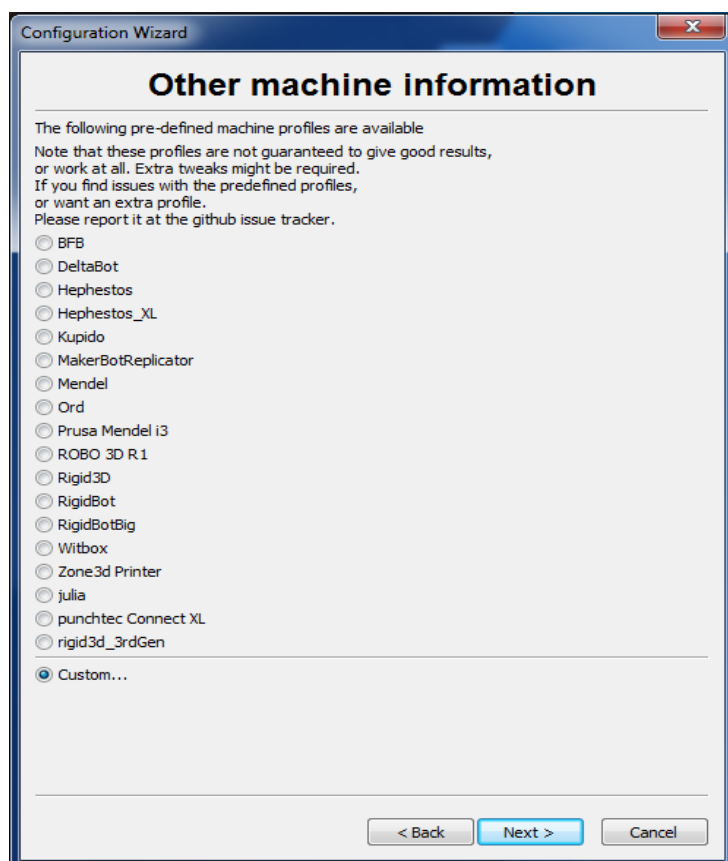 Configuration Wizard
Other machine information
The following pre-defined machine profiles are available
Note that these profiles are not guaranteed to give good results,
or work at all. Extra tweaks might be required.
If you find issues with the predefined profiles,
or want an extra profile.
Please report it at the github issue tracker.
BFB
DeltaBot
Hephestos
Hephestos_XL
Kupido
MakerBotReplicator
Mendel
Ord
Prusa Mendel i3
ROBO 3D R1
Rigid3D
RigidBot
RigidBotBig
Witbox
Zone3d Printer
julia
punchtec Connect XL
rigid3d_3rdGen
Custom...
< Back Next > Cancel